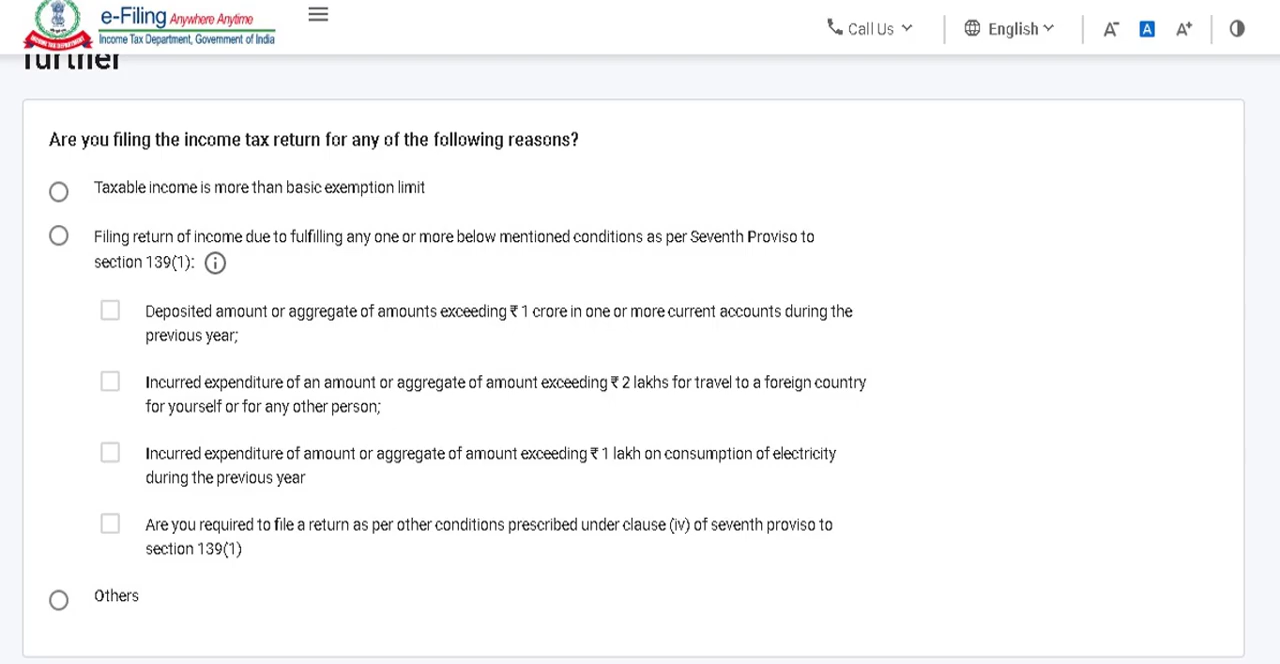 e-Filing Anywhere Anytime
Income Tax Department, Government of India
Call Us
English
A-
A
A+
further
Are you filing the income tax return for any of the following reasons?
Taxable income is more than basic exemption limit
Filing return of income due to fulfilling any one or more below mentioned conditions as per Seventh Proviso to
section 139(1):
Deposited amount or aggregate of amounts exceeding ₹ 1 crore in one or more current accounts during the
previous year;
Incurred expenditure of an amount or aggregate of amount exceeding ₹ 2 lakhs for travel to a foreign country
for yourself or for any other person;
Incurred expenditure of amount or aggregate of amount exceeding ₹ 1 lakh on consumption of electricity
during the previous year
Are you required to file a return as per other conditions prescribed under clause (iv) of seventh proviso to
section 139(1)
Others